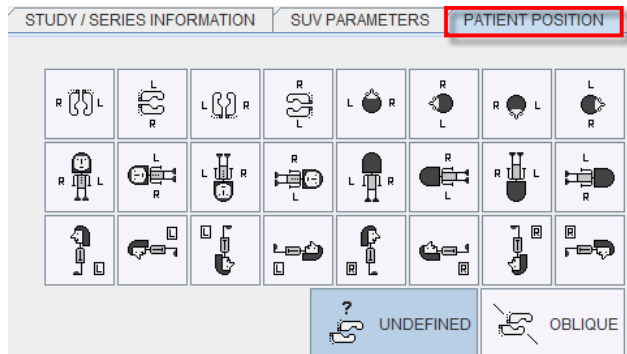 STUDY / SERIES INFORMATION SUV PARAMETERS PATIENT POSITION
L R R L
R L L R L R R L
R L L R
L R R L
R L L R L R R L
R L L R
L L R R
L L R R
?
UNDEFINED OBLIQUE